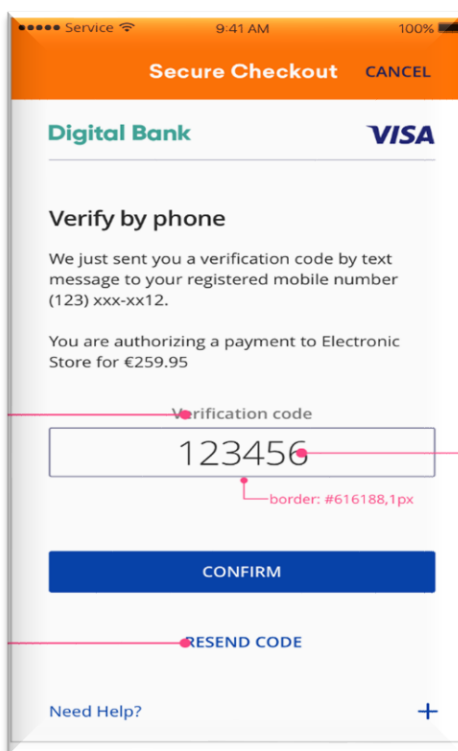 Service 9:41 AM 100%
Secure Checkout CANCEL
Digital Bank VISA
Verify by phone
We just sent you a verification code by text
message to your registered mobile number
(123) xxx-xx12.
You are authorizing a payment to Electronic
Store for €259.95
Verification code
123456
border: #616188,1px
CONFIRM
RESEND CODE
Need Help? +